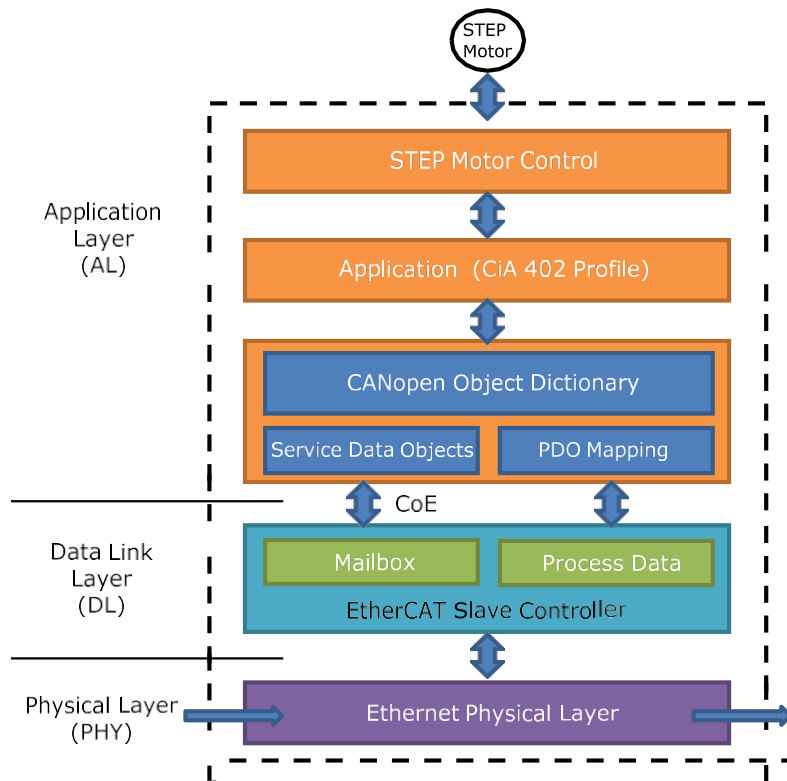 STEP
Motor
STEP Motor Control
Application
Layer
(AL)
Application (CiA 402 Profile)
CANopen Object Dictionary
Service Data Objects
PDO Mapping
CoE
Data Link
Layer
(DL)
Mailbox
Process Data
EtherCAT Slave Controller
Physical Layer
(PHY)
Ethernet Physical Layer